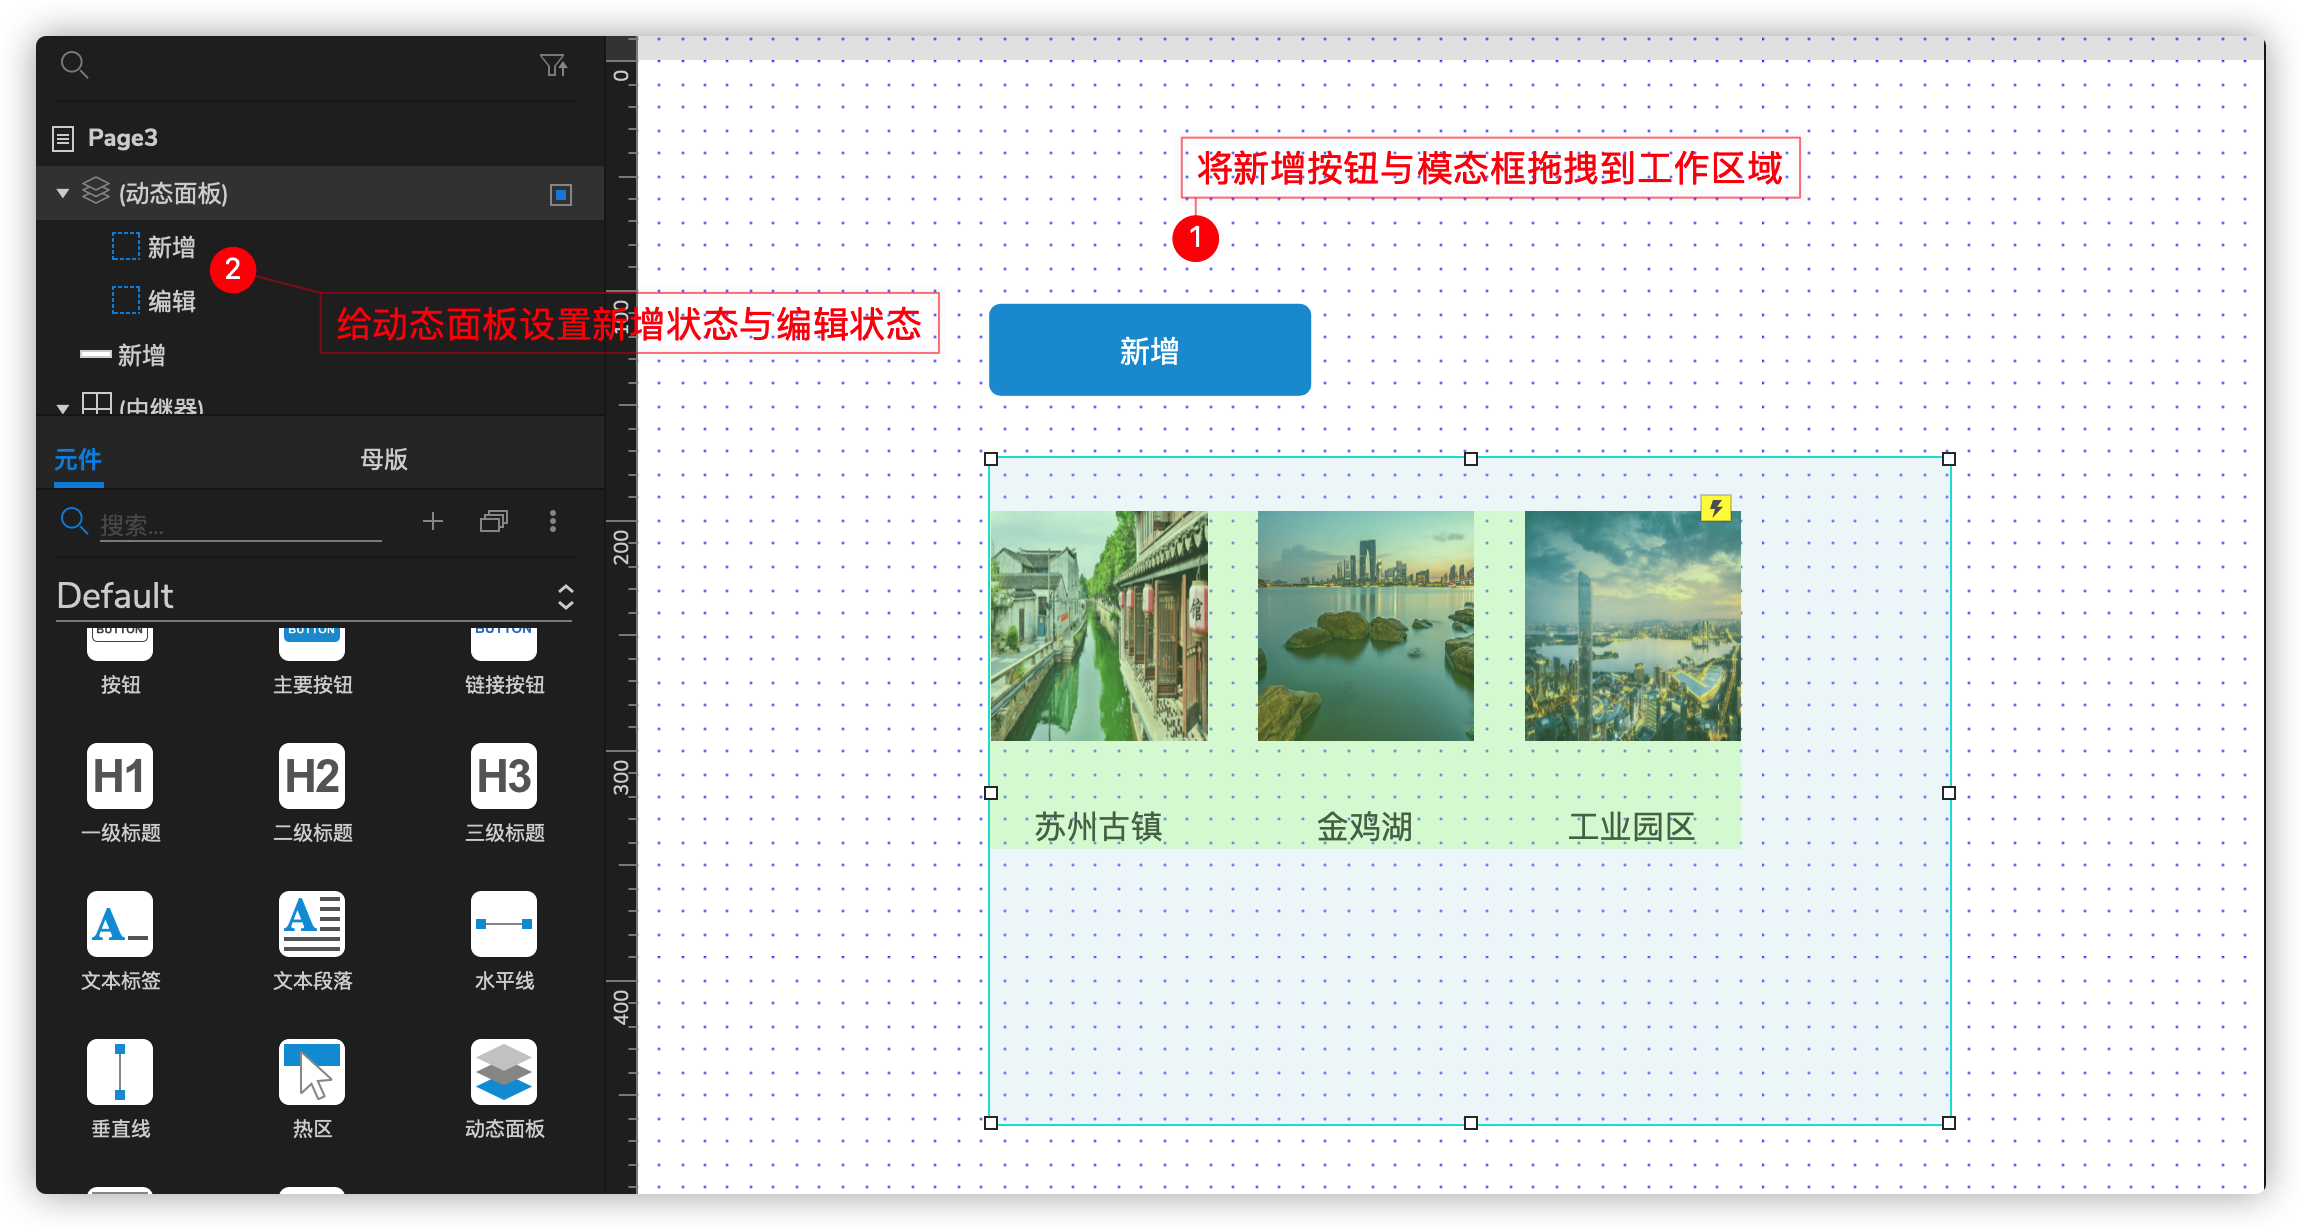 Page3
(动态面板)
新增
编辑
新增
(中继器)
元件
母版
搜索...
Default
BUTTON
BUTTON
BUTTON
按钮
主要按钮
链接按钮
H1
H2
H3
一级标题
二级标题
三级标题
A
A
文本标签
文本段落
水平线
垂直线
热区
动态面板
0
100
200
300
400
将新增按钮与模态框拖拽到工作区域
1
2
给动态面板设置新增状态与编辑状态
新增
馆
苏州古镇
金鸡湖
工业园区